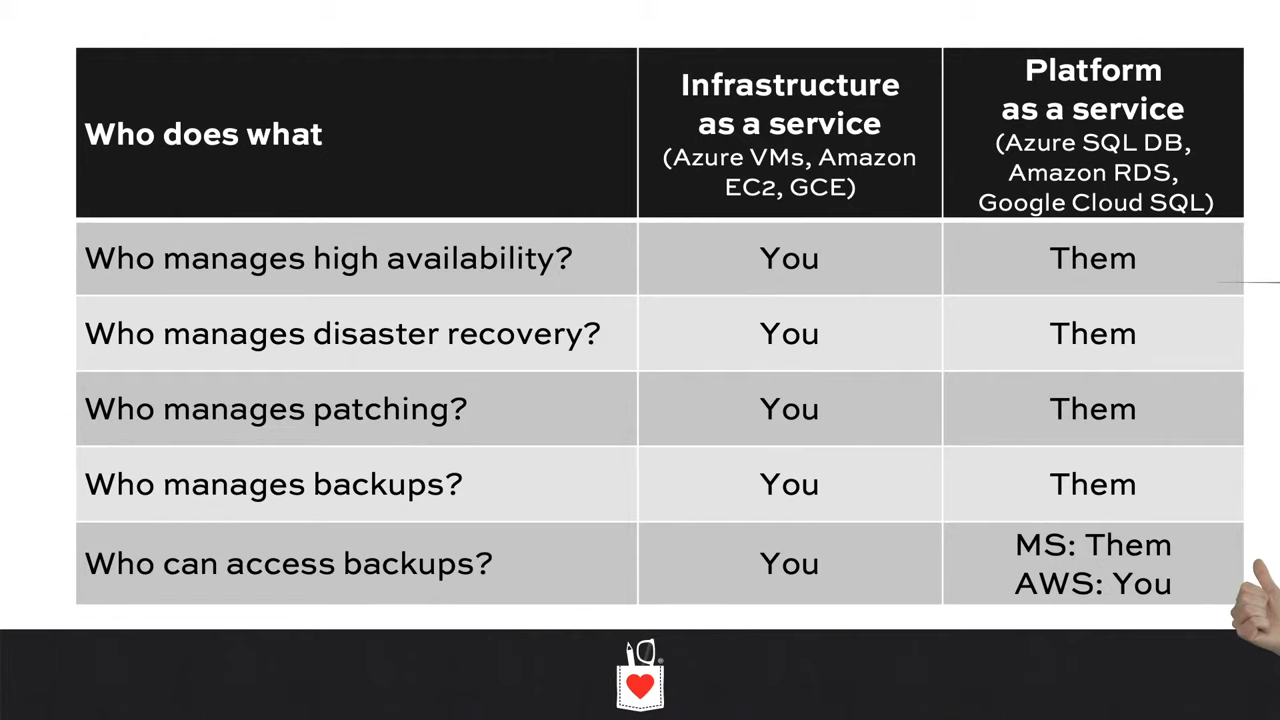 Who does what
Infrastructure
as a service
(Azure VMs, Amazon
EC2, GCE)
Platform
as a service
(Azure SQL DB,
Amazon RDS,
Google Cloud SQL)
Who manages high availability?
You
Them
Who manages disaster recovery?
You
Them
Who manages patching?
You
Them
Who manages backups?
You
Them
Who can access backups?
You
MS: Them
AWS: You